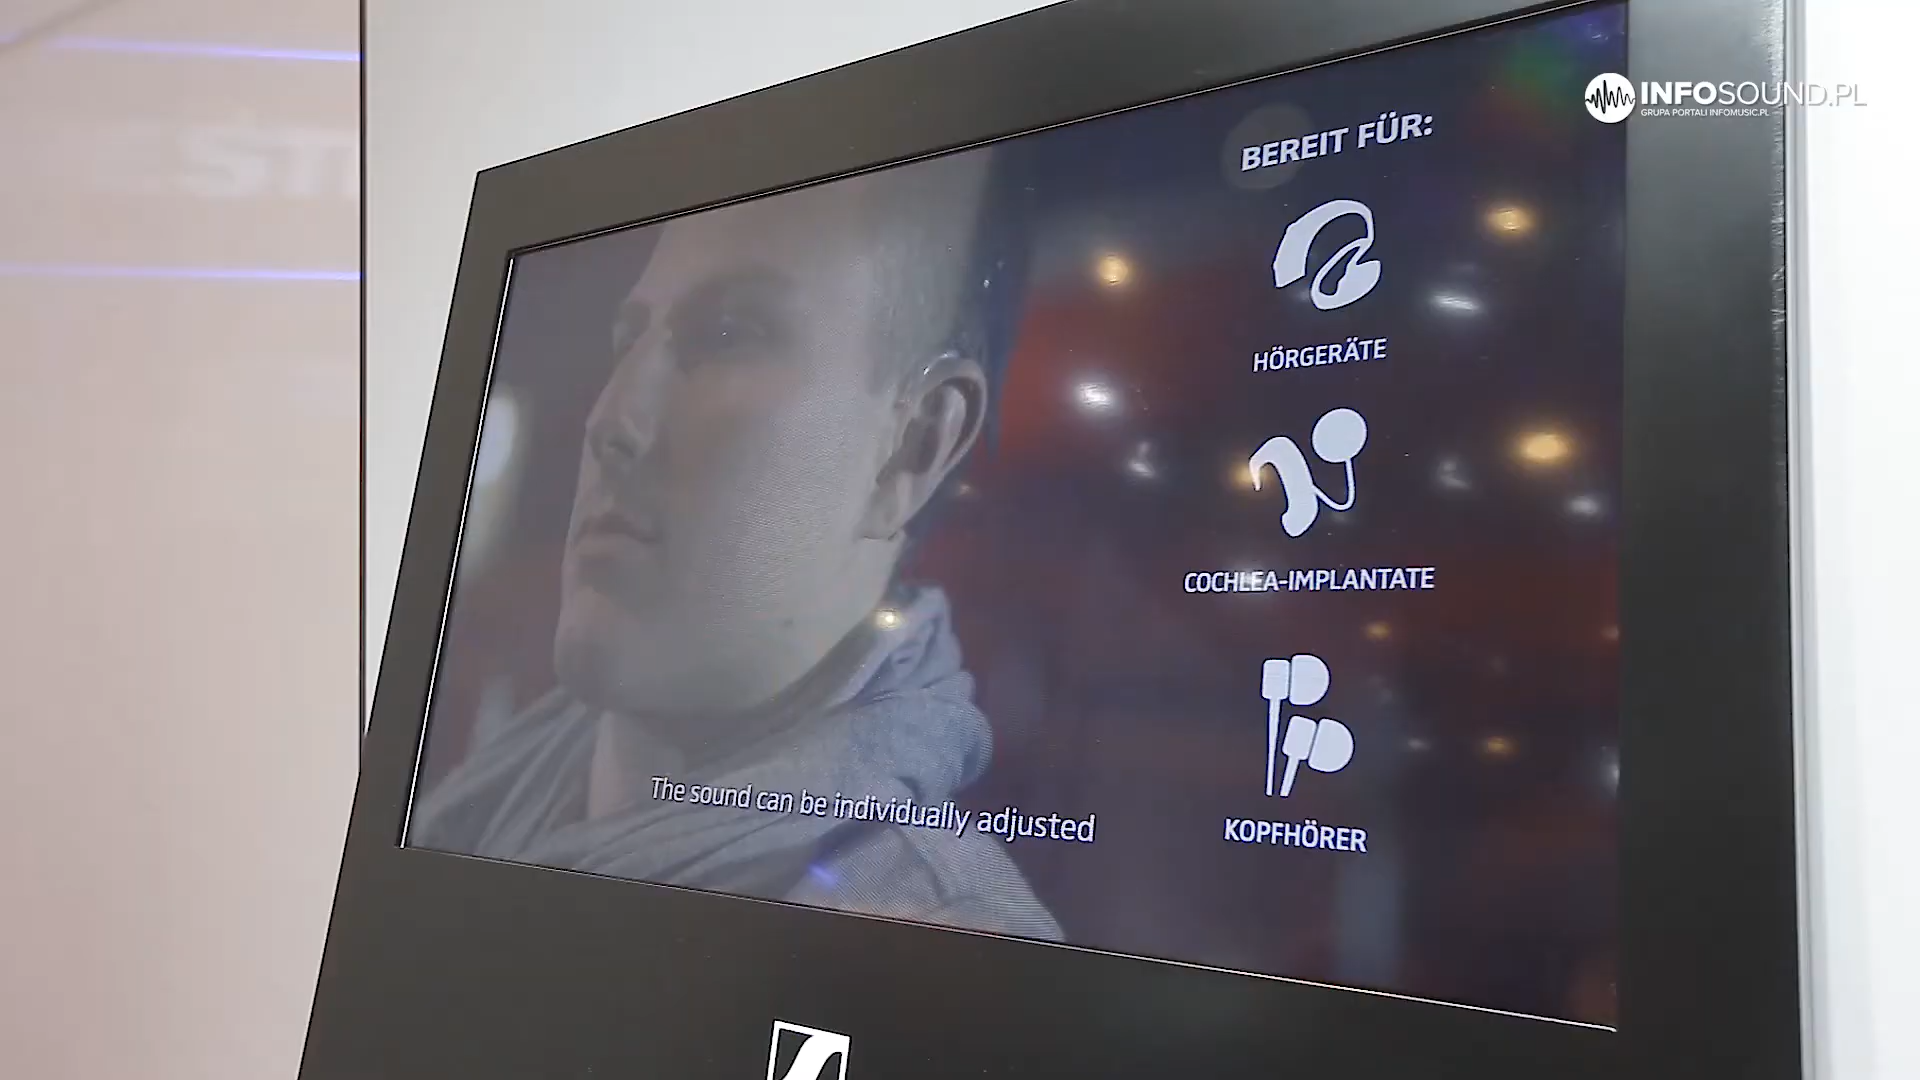 INFOSOUND.PL
GRUPA PORTALI INFOMUSIC.PL
BEREIT FÜR:
HÖRGERÄTE
COCHLEA-IMPLANTATE
KOPFHÖRER
The sound can be individually adjusted